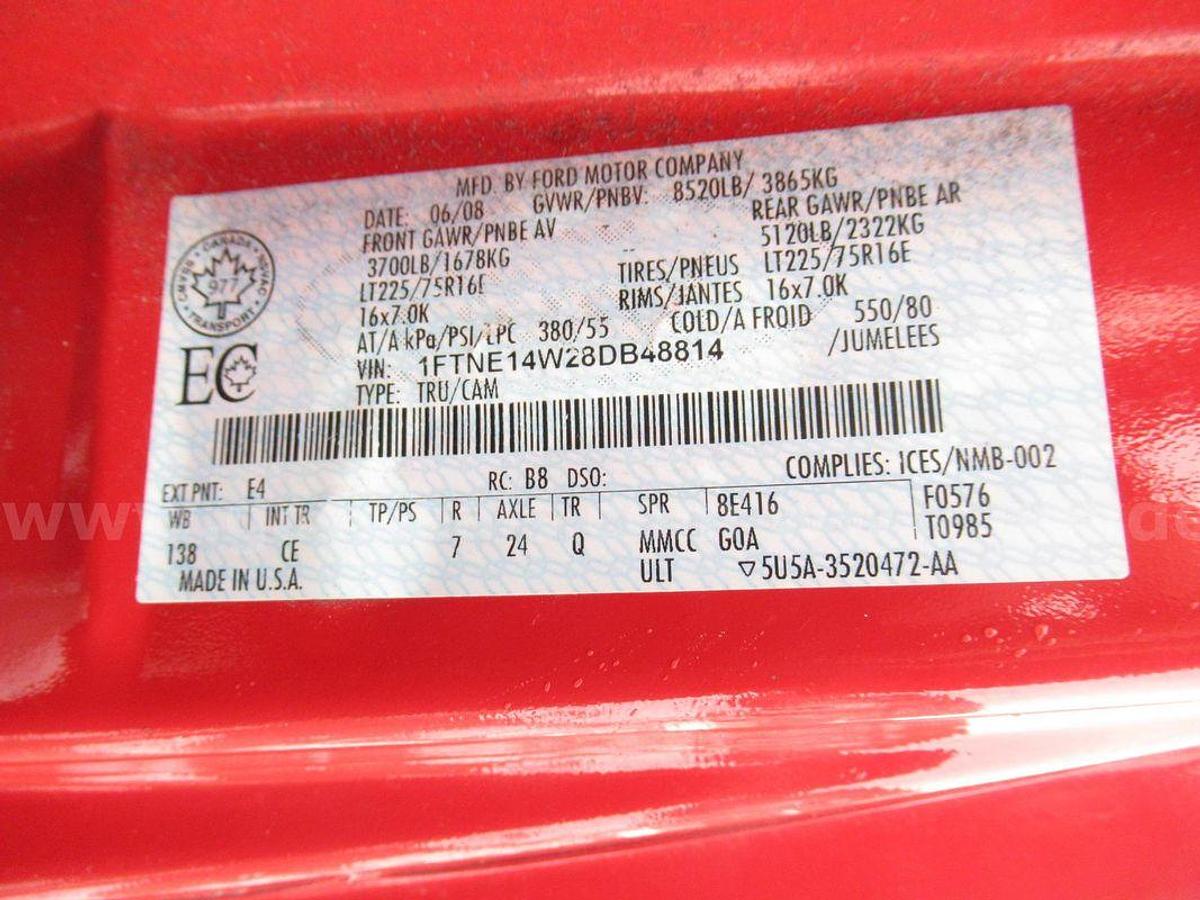 MFD. BY FORD MOTOR COMPANY
DATE: 06/08 GVWR/PNBV: 8520LB/ 3865KG
FRONT GAWR/PNBE AV REAR GAWR/PNBE AR
3700LB/1678KG 5120LB/2322KG
LT225/75R16E TIRES/PNEUS LT225/75R16E
16x7.0K RIMS/JANTES 16x7.0K
AT/A kPa/PSI/LPC 380/55 COLD/A FROID 550/80
VIN: 1FTNE14W28DB48814 /JUMELEES
TYPE: TRU/CAM
CANADA
TRANSPORT
977
EC
EXT PNT: E4 RC: B8 DSO: COMPLIES: ICES/NMB-002
WB INT TR TP/PS R AXLE TR SPR 8E416 F0576
138 CE 7 24 Q MMCC GOA T0985
MADE IN U.S.A. ULT ▽5U5A-3520472-AA
www